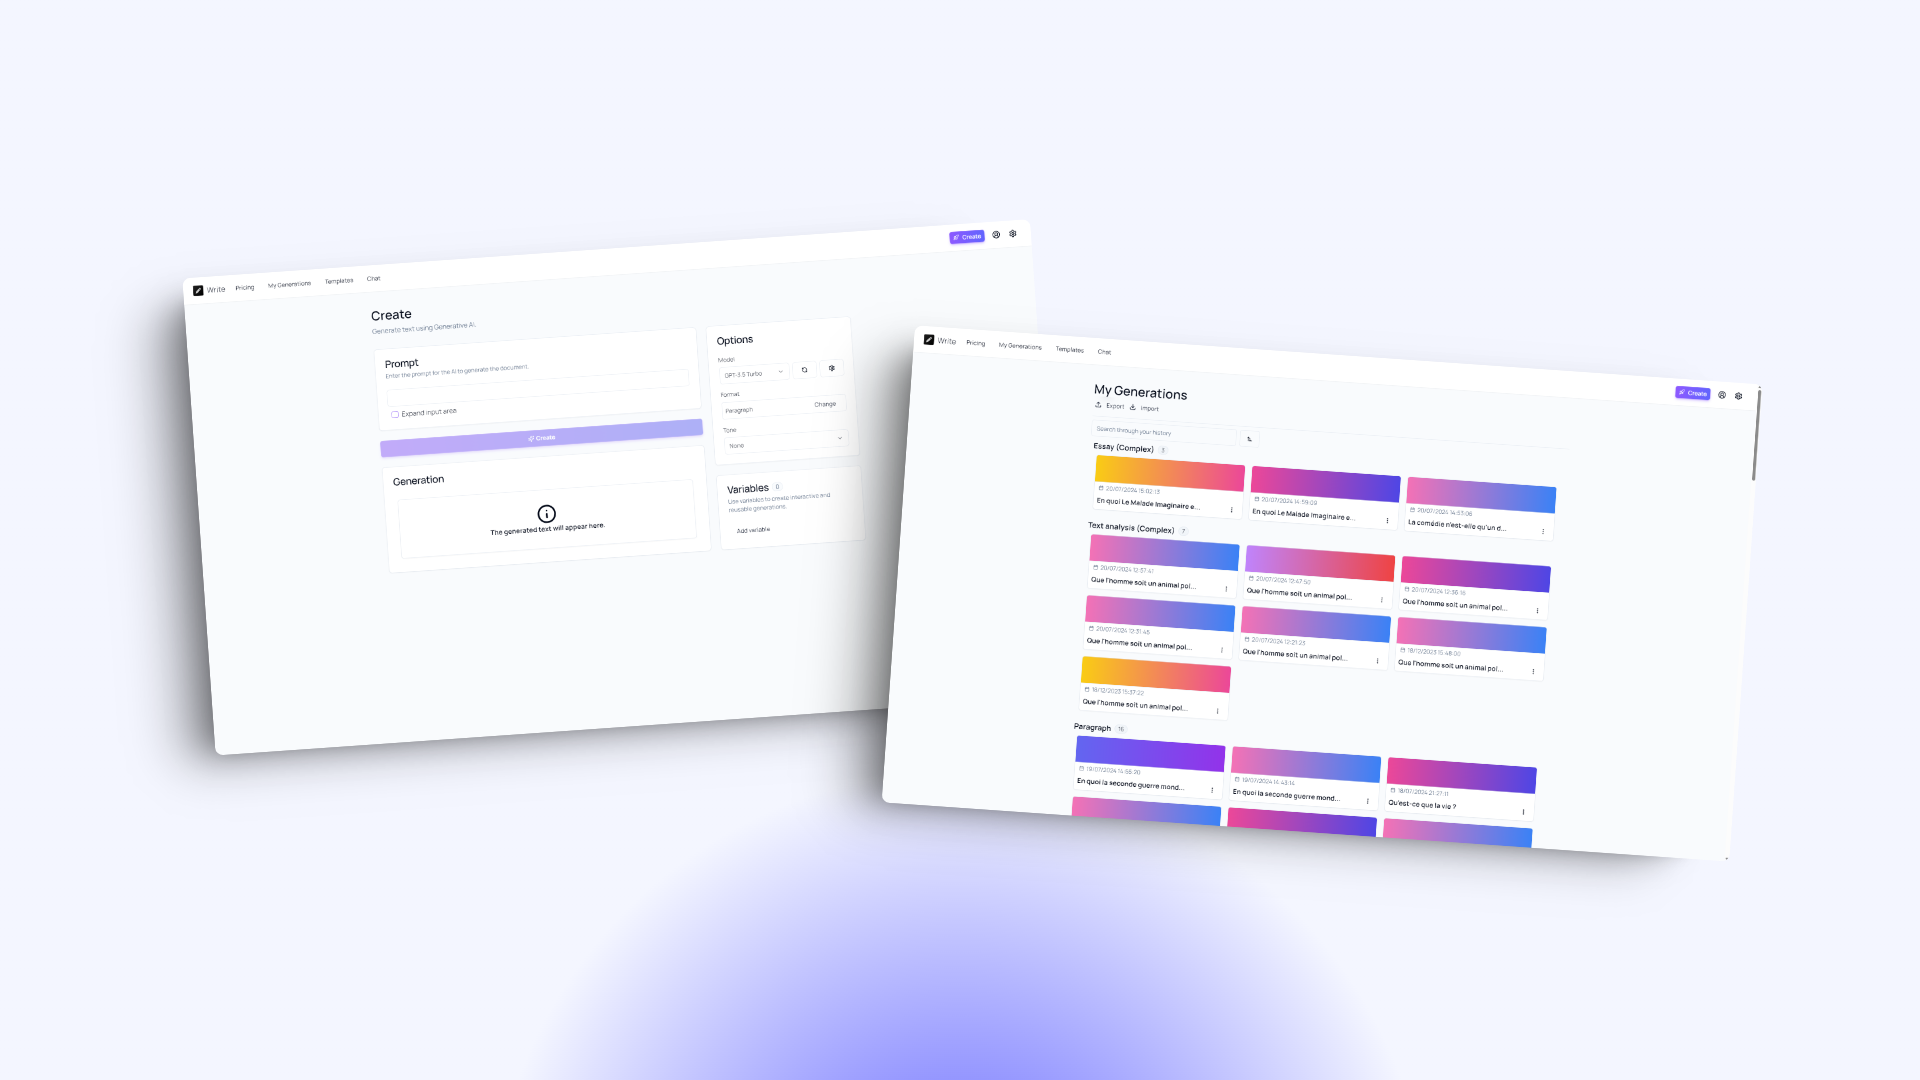 Write Pricing My Generations Templates Chat Create
Create
Generate text using Generative AI.
Prompt
Enter the prompt for the AI to generate the document.
Expand input area
Create
Generation
The generated text will appear here.
Options
Model
GPT-3.5 Turbo
Format
Paragraph Change
Tone
None
Variables 0
Use variables to create interactive and
reusable generations.
Add variable
Write Pricing My Generations Templates Chat Create
My Generations
Export Import
Search through your history
Essay (Complex) 3
20/07/2024 15:02:13
En quoi Le Malade Imaginaire e...
20/07/2024 14:59:09
En quoi Le Malade Imaginaire e...
20/07/2024 14:53:06
La comédie n'est-elle qu'un d...
Text analysis (Complex) 7
20/07/2024 12:57:41
Que l'homme soit un animal pol...
20/07/2024 12:47:50
Que l'homme soit un animal pol...
20/07/2024 12:36:16
Que l'homme soit un animal pol...
20/07/2024 12:31:46
Que l'homme soit un animal pol...
20/07/2024 12:21:23
Que l'homme soit un animal pol...
18/12/2023 15:48:00
Que l'homme soit un animal pol...
18/12/2023 15:37:22
Que l'homme soit un animal pol...
Paragraph 16
19/07/2024 14:56:20
En quoi la seconde guerre mond...
19/07/2024 14:43:14
En quoi la seconde guerre mond...
18/07/2024 21:27:11
Qu'est-ce que la vie ?